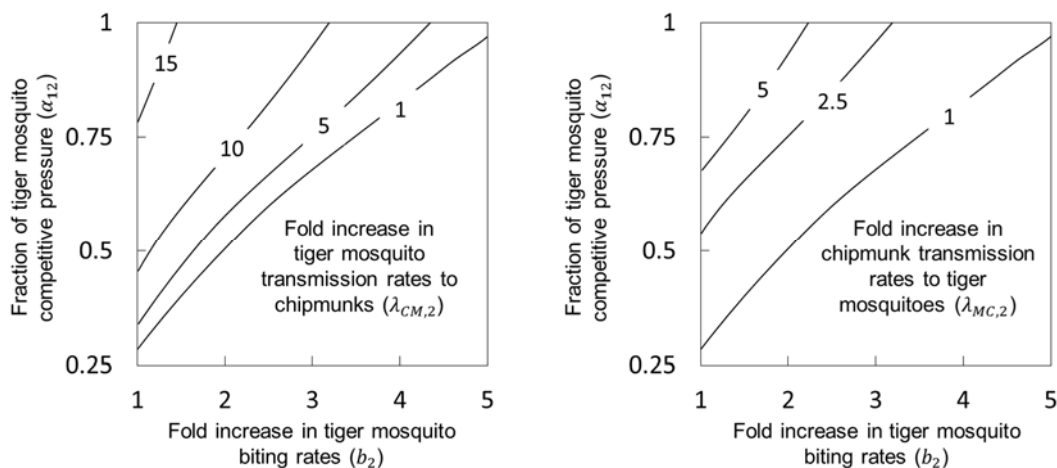 Fraction of tiger mosquito
competitive pressure (α₁₂)
1
0.75
0.5
0.25
15
10
5
1
Fold increase in
tiger mosquito
transmission rates to
chipmunks (λ_{CM,2})
1 2 3 4 5
Fold increase in tiger mosquito
biting rates (b₂)
Fraction of tiger mosquito
competitive pressure (α₁₂)
1
0.75
0.5
0.25
5
2.5
1
Fold increase in
chipmunk transmission
rates to tiger
mosquitoes (λ_{MC,2})
1 2 3 4 5
Fold increase in tiger mosquito
biting rates (b₂)